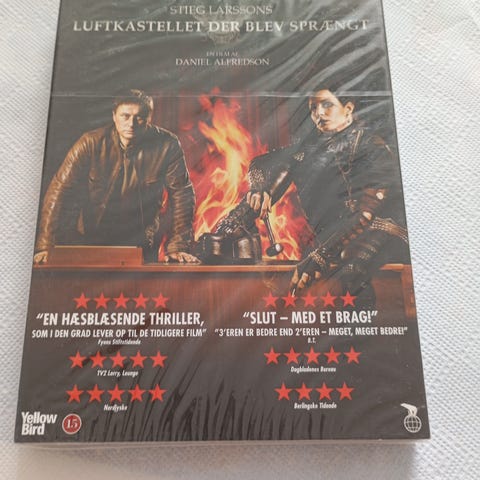 STIEG LARSSONS
LUFTKASTELLET DER BLEV SPRÆNGT
EN FILM AF
DANIEL ALFREDSON
"EN HÆSBLÆSENDE THRILLER,
SOM I DEN GRAD LEVER OP TIL DE TIDLIGERE FILM"
Fyens Stiftstidende
TV2 Lorry, Lounge
Nordjyske
"SLUT – MED ET BRAG!"
"3'EREN ER BEDRE END 2'EREN – MEGET, MEGET BEDRE!"
B.T.
Dagbladenes Bureau
Berlingske Tidende
Yellow
Bird
15